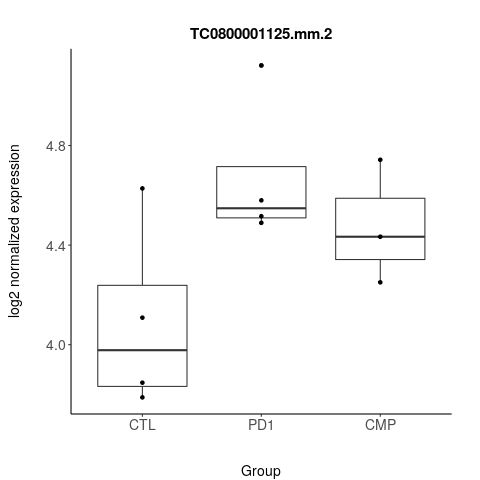 TC0800001125.mm.2
log2 normalized expression
4.8
4.4
4.0
CTL
PD1
CMP
Group